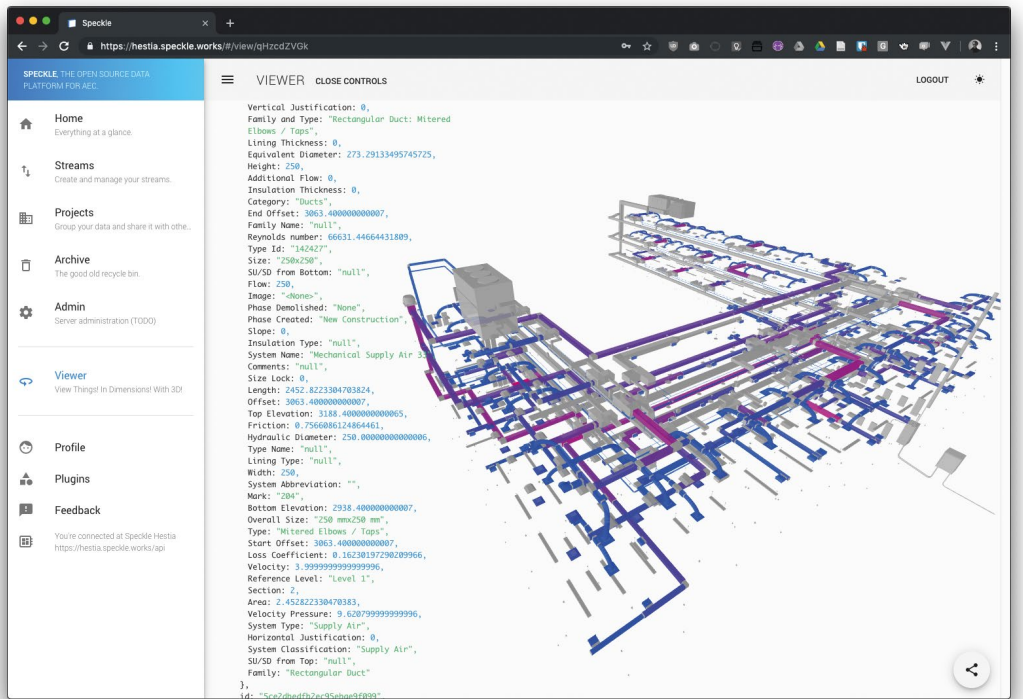 Speckle
https://hestia.speckle.works/#/view/qHzcdZVGk
SPECKLE, THE OPEN SOURCE DATA
PLATFORM FOR AEC.
VIEWER CLOSE CONTROLS
LOGOUT
Home
Everything at a glance.
Streams
Create and manage your streams.
Projects
Group your data and share it with othe..
Archive
The good old recycle bin.
Admin
Server administration (TODO)
Viewer
View Things! In Dimensions! With 3D!
Profile
Plugins
Feedback
You're connected at Speckle Hestia
https://hestia.speckle.works/api
Vertical Justification: 0,
Family and Type: "Rectangular Duct: Mitered
Elbows / Taps",
Lining Thickness: 0,
Equivalent Diameter: 273.29133495745725,
Height: 250,
Additional Flow: 0,
Insulation Thickness: 0,
Category: "Ducts",
End Offset: 3063.400000000007,
Family Name: "null",
Reynolds number: 66631.44664431809,
Type Id: "142427",
Size: "250x250",
SU/SD from Bottom: "null",
Flow: 250,
Image: "<None>",
Phase Demolished: "None",
Phase Created: "New Construction",
Slope: 0,
Insulation Type: "null",
System Name: "Mechanical Supply Air 33
Comments: "null",
Size Lock: 0,
Length: 2452.8223304703824,
Offset: 3063.400000000007,
Top Elevation: 3188.4000000000065,
Friction: 0.7566086124864461,
Hydraulic Diameter: 250.00000000000006,
Type Name: "null",
Lining Type: "null",
Width: 250,
System Abbreviation: "",
Mark: "204",
Bottom Elevation: 2938.400000000007,
Overall Size: "250 mmx250 mm",
Type: "Mitered Elbows / Taps",
Start Offset: 3063.400000000007,
Loss Coefficient: 0.16230197290209966,
Velocity: 3.9999999999999996,
Reference Level: "Level 1",
Section: 2,
Area: 2.452822330470383,
Velocity Pressure: 9.620799999999996,
System Type: "Supply Air",
Horizontal Justification: 0,
System Classification: "Supply Air",
SU/SD from Top: "null",
Family: "Rectangular Duct"
},
id: "5ce2dbedfb2ec95ebae9f099",